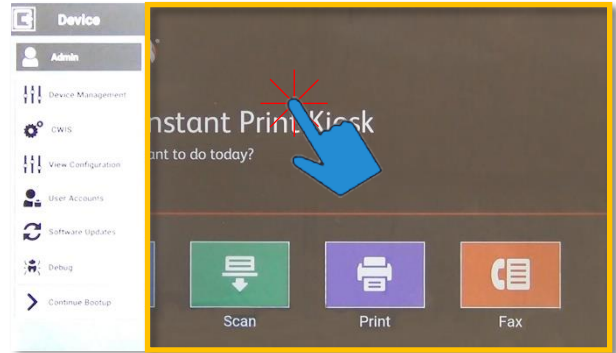 Device
Admin
Device Management
CWIS
View Configuration
User Accounts
Software Updates
Debug
Continue Bootup
nstant Print Kiosk
ant to do today?
Scan
Print
Fax